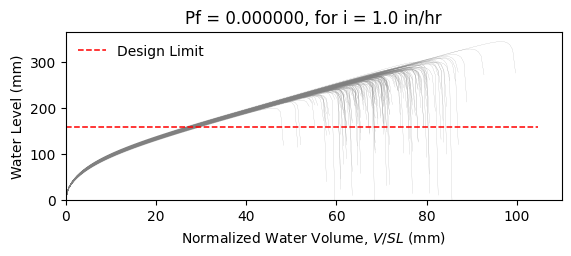 Pf = 0.000000, for i = 1.0 in/hr
Design Limit
Water Level (mm)
300
200
100
0
0 20 40 60 80 100
Normalized Water Volume, V/SL (mm)